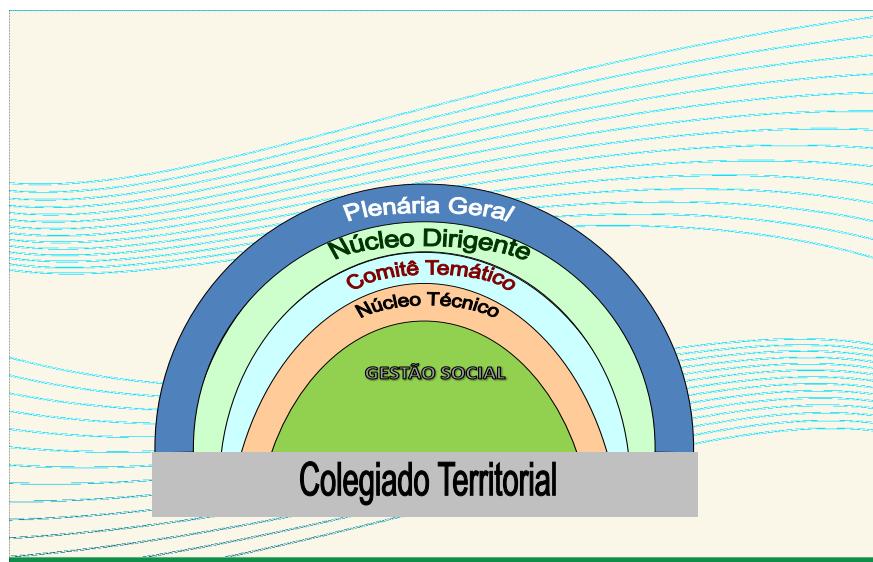 Plenária Geral
Núcleo Dirigente
Comitê Temático
Núcleo Técnico
GESTÃO SOCIAL
Colegiado Territorial